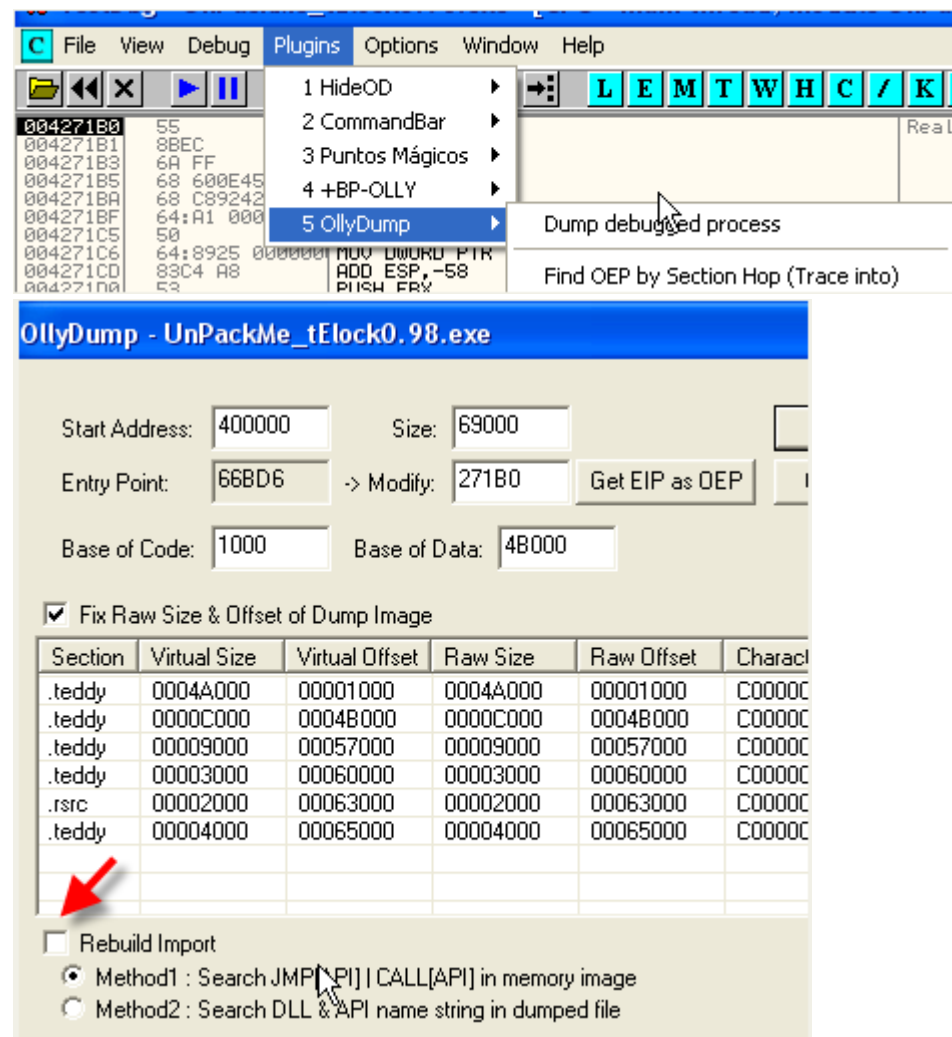 C File View Debug Plugins Options Window Help
L E M T W H C / K
1 HideOD
2 CommandBar
3 Puntos Mágicos
4 +BP-OLLY
5 OllyDump
Dump debugged process
Find OEP by Section Hop (Trace into)
004271B0 55
004271B1 8BEC
004271B3 6A FF
004271B5 68 600E45
004271BA 68 C89242
004271BF 64:A1 000
004271C5 50
004271C6 64:8925 000000 MOV DWORD PTR
004271CD 83C4 A8 ADD ESP,-58
004271D0 53 PUSH EBX
OllyDump - UnPackMe_tElock0.98.exe
Start Address: 400000 Size: 69000
Entry Point: 66BD6 -> Modify: 271B0 Get EIP as OEP
Base of Code: 1000 Base of Data: 4B000
Fix Raw Size & Offset of Dump Image
Section Virtual Size Virtual Offset Raw Size Raw Offset
.teddy 0004A000 00001000 0004A000 00001000
.teddy 0000C000 0004B000 0000C000 0004B000
.teddy 00009000 00057000 00009000 00057000
.teddy 00003000 00060000 00003000 00060000
.rsrc 00002000 00063000 00002000 00063000
.teddy 00004000 00065000 00004000 00065000
Rebuild Import
Method1 : Search JMP[API] | CALL[API] in memory image
Method2 : Search DLL & API name string in dumped file